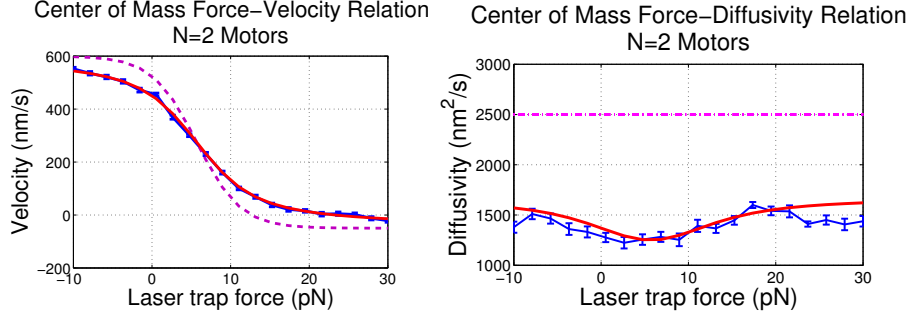 Center of Mass Force−Velocity Relation
N=2 Motors
600
400
200
0
−200
−10
0
10
20
30
Velocity (nm/s)
Laser trap force (pN)
Center of Mass Force−Diffusivity Relation
N=2 Motors
3000
2500
2000
1500
1000
−10
0
10
20
30
Diffusivity (nm²/s)
Laser trap force (pN)